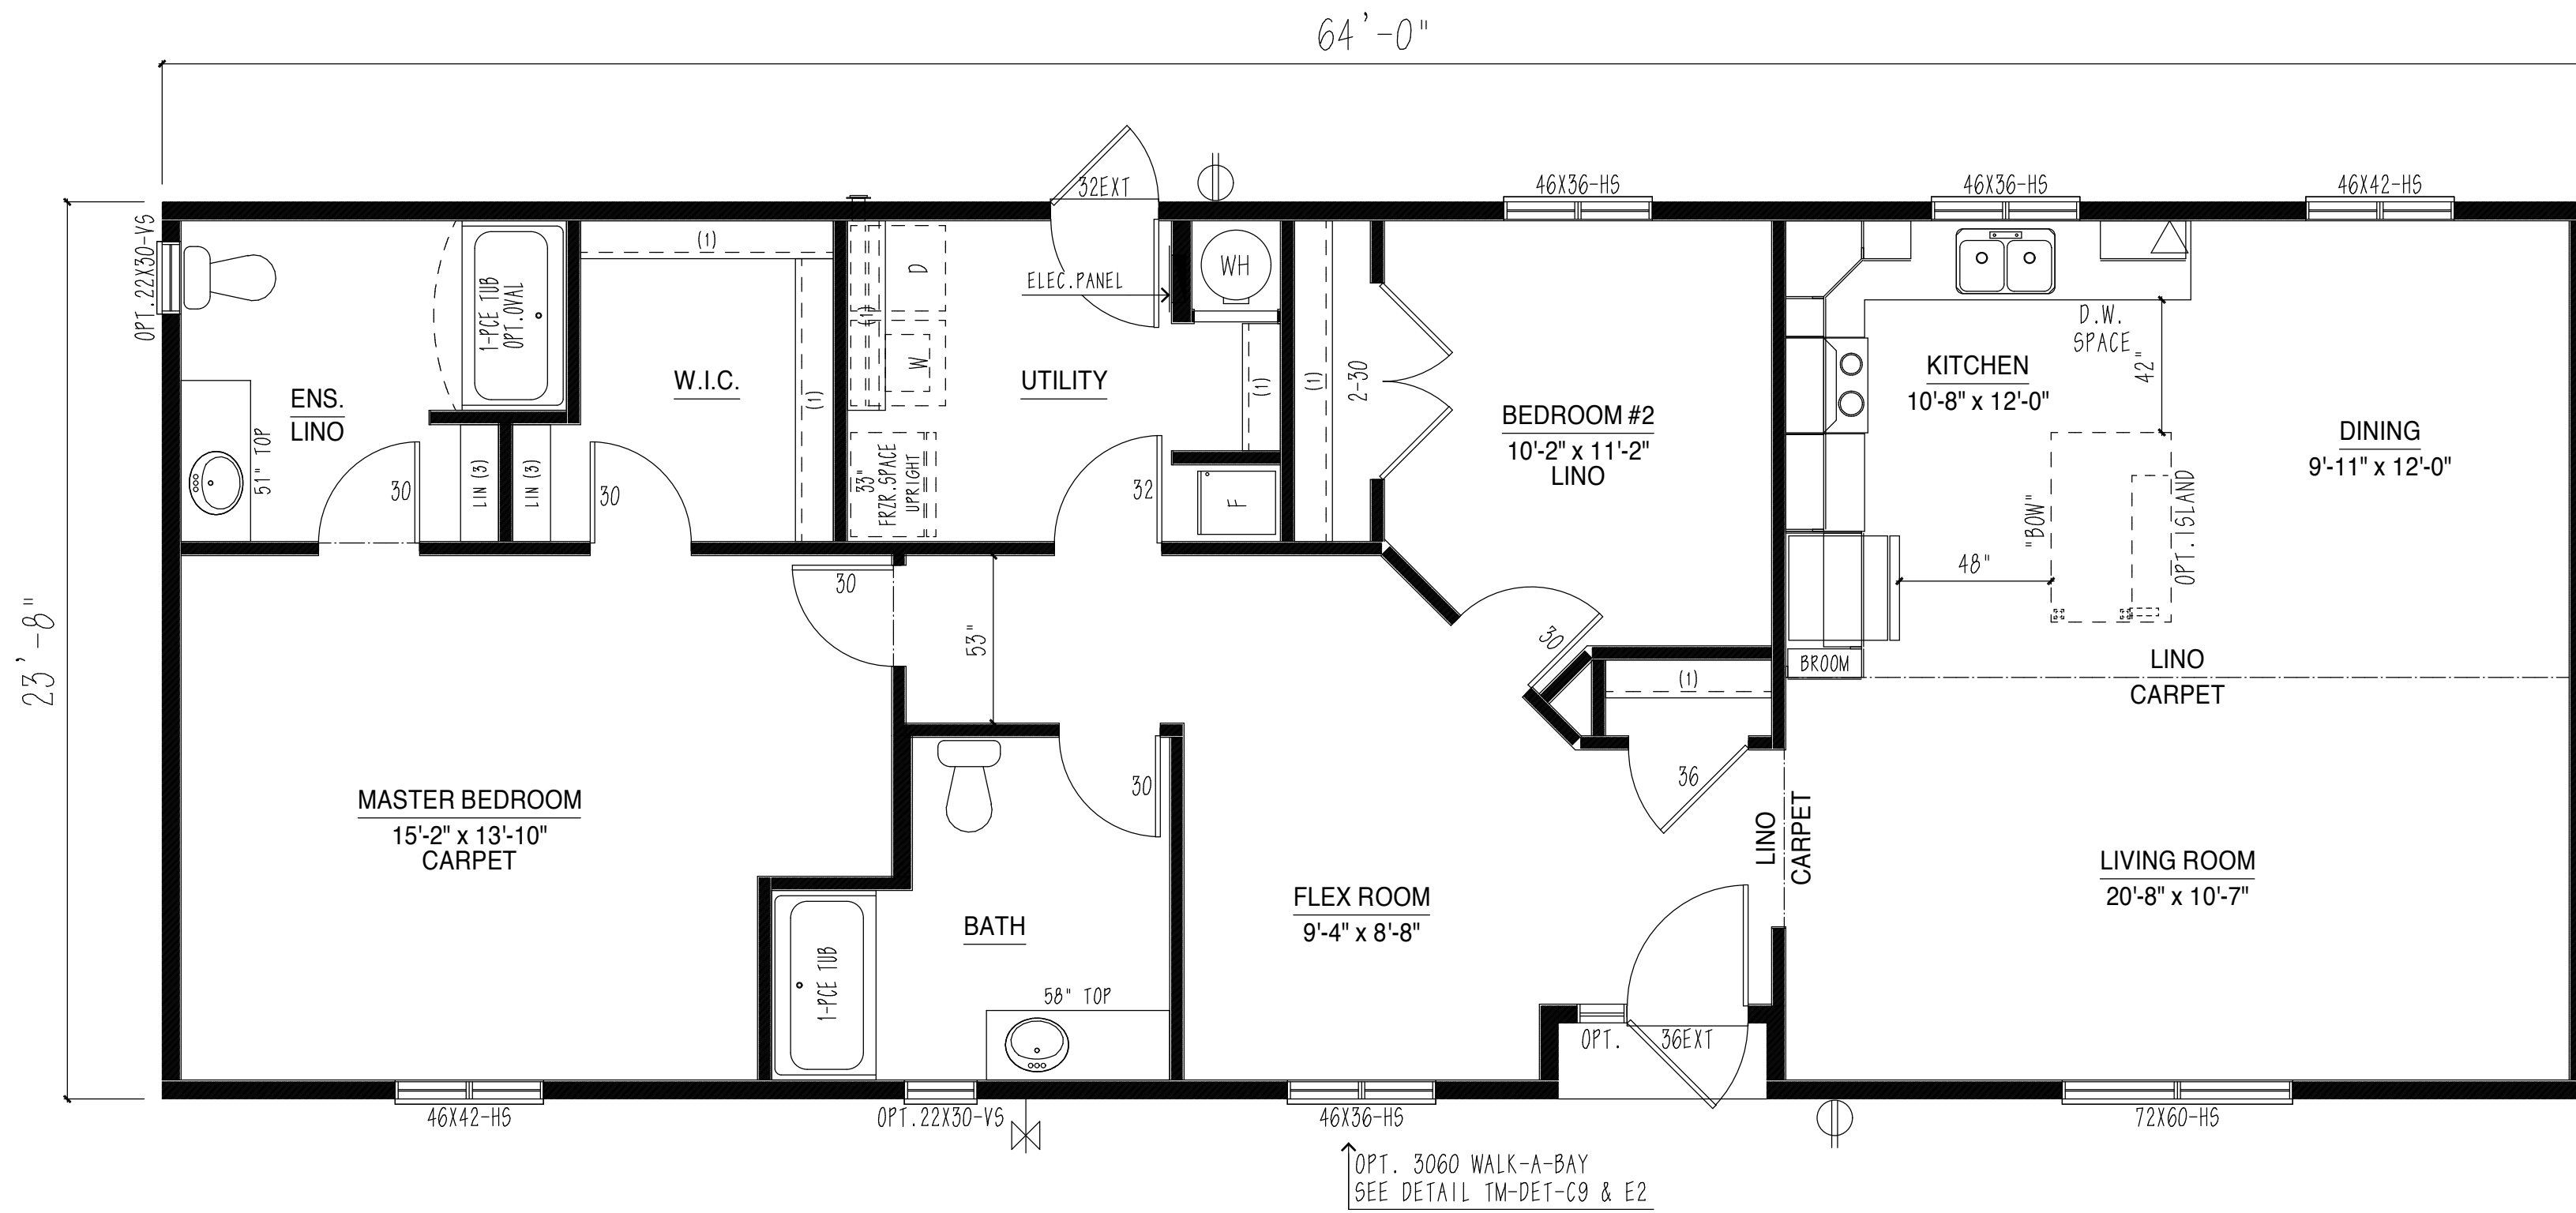 64'-0"
23'-8"
32EXT
46X36-HS
46X36-HS
46X42-HS
OPT.22X30-VS
1-PCE TUB
OPT.OVAL
(1)
(1)
(1)
D
W
ELEC.PANEL
WH
(1)
(1)
2-30
ENS.
LINO
51" TOP
W.I.C.
UTILITY
LIN (3)
LIN (3)
30
30
33"
FRZR.SPACE
UPRIGHT
32
F
BEDROOM #2
10'-2" x 11'-2"
LINO
KITCHEN
10'-8" x 12'-0"
D.W.
SPACE
42"
DINING
9'-11" x 12'-0"
"BOW"
OPT.ISLAND
48"
30
53"
30
BROOM
LINO
CARPET
(1)
36
MASTER BEDROOM
15'-2" x 13'-10"
CARPET
30
LINO
CARPET
BATH
1-PCE TUB
58" TOP
FLEX ROOM
9'-4" x 8'-8"
LIVING ROOM
20'-8" x 10'-7"
OPT.
36EXT
46X42-HS
OPT.22X30-VS
46X36-HS
72X60-HS
OPT. 3060 WALK-A-BAY
SEE DETAIL TM-DET-C9 & E2